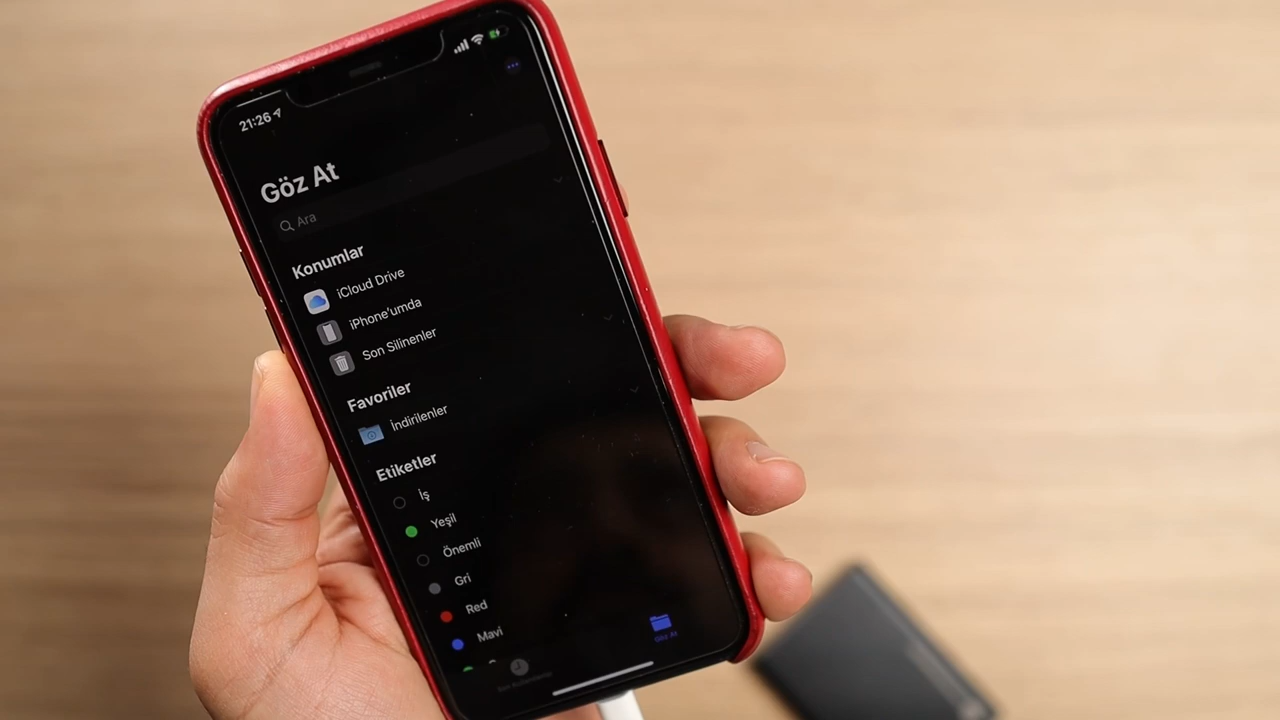 21:26
Göz At
Ara
Konumlar
iCloud Drive
iPhone'umda
Son Silinenler
Favoriler
İndirilenler
Etiketler
İş
Yeşil
Önemli
Gri
Red
Mavi
Göz At